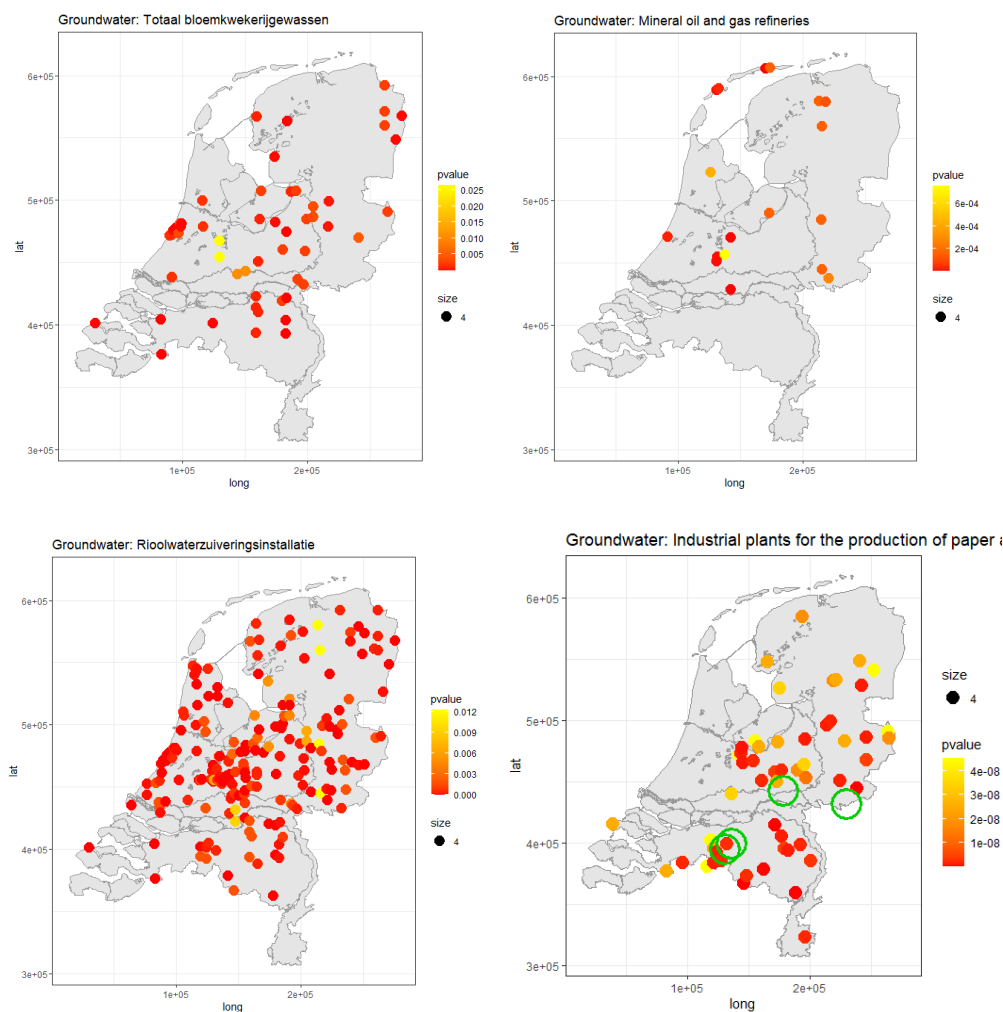 Groundwater: Totaal bloemkwekerijgewassen
6e+05
5e+05
4e+05
3e+05
lat
1e+05
2e+05
long
pvalue
0.025
0.020
0.015
0.010
0.005
size
4
Groundwater: Mineral oil and gas refineries
6e+05
5e+05
4e+05
3e+05
lat
1e+05
2e+05
long
pvalue
6e-04
4e-04
2e-04
size
4
Groundwater: Rioolwaterzuiveringsinstallatie
6e+05
5e+05
4e+05
3e+05
lat
1e+05
2e+05
long
pvalue
0.012
0.009
0.006
0.003
0.000
size
4
Groundwater: Industrial plants for the production of paper a
6e+05
5e+05
4e+05
3e+05
lat
1e+05
2e+05
long
size
4
pvalue
4e-08
3e-08
2e-08
1e-08